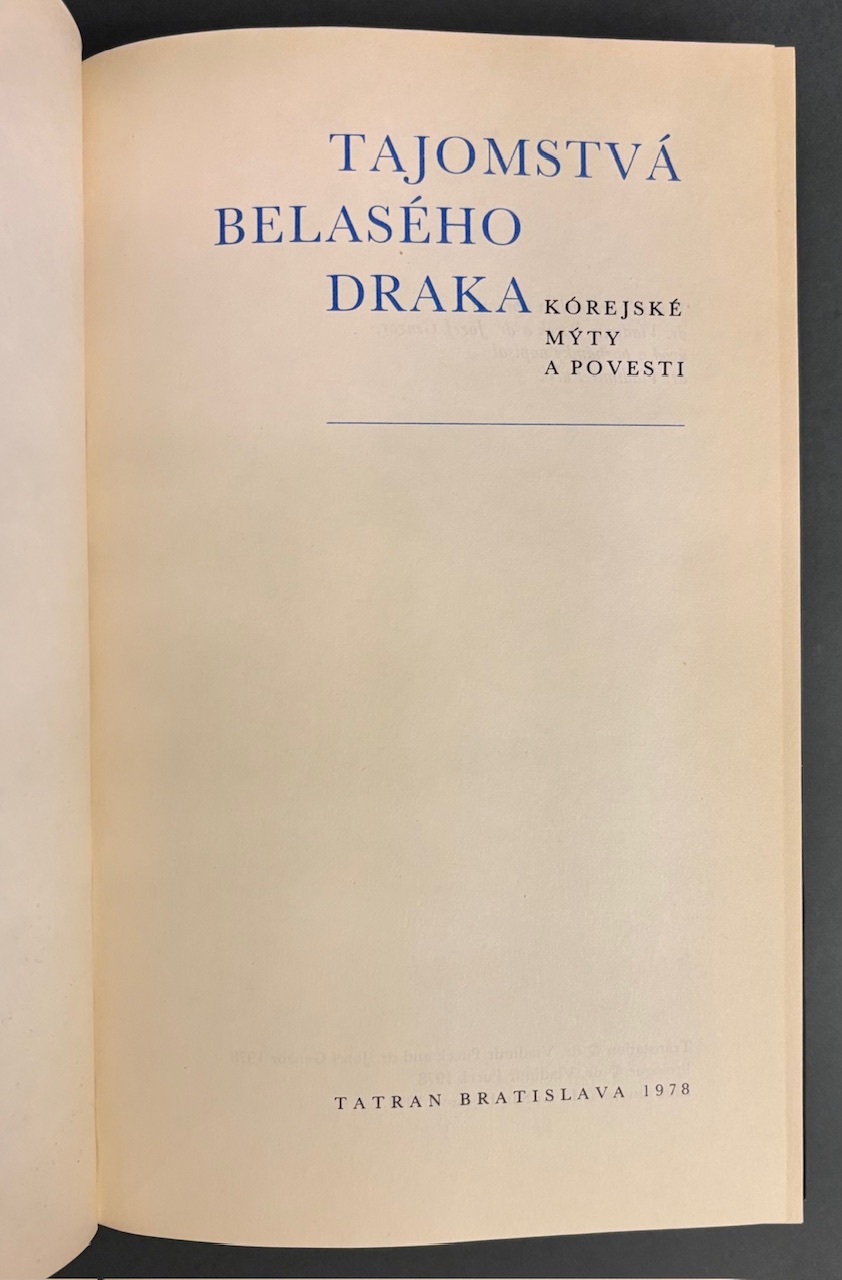 TAJOMSTVÁ
BELASÉHO
DRAKA
KÓREJSKÉ
MÝTY
A POVESTI
TATRAN BRATISLAVA 1978